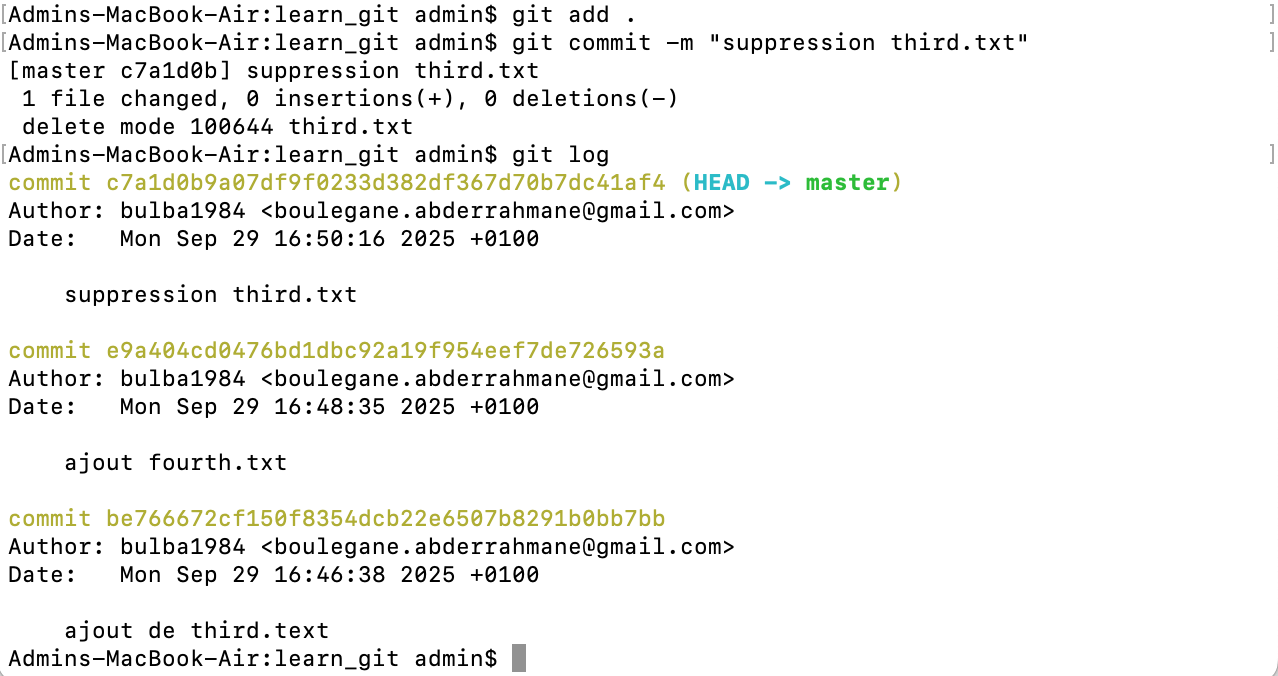 [Admins-MacBook-Air:learn_git admin$ git add . ]
[Admins-MacBook-Air:learn_git admin$ git commit -m "suppression third.txt" ]
[master c7a1d0b] suppression third.txt
 1 file changed, 0 insertions(+), 0 deletions(-)
 delete mode 100644 third.txt
[Admins-MacBook-Air:learn_git admin$ git log ]
commit c7a1d0b9a07df9f0233d382df367d70b7dc41af4 (HEAD -> master)
Author: bulba1984 <boulegane.abderrahmane@gmail.com>
Date:   Mon Sep 29 16:50:16 2025 +0100

    suppression third.txt

commit e9a404cd0476bd1dbc92a19f954eef7de726593a
Author: bulba1984 <boulegane.abderrahmane@gmail.com>
Date:   Mon Sep 29 16:48:35 2025 +0100

    ajout fourth.txt

commit be766672cf150f8354dcb22e6507b8291b0bb7bb
Author: bulba1984 <boulegane.abderrahmane@gmail.com>
Date:   Mon Sep 29 16:46:38 2025 +0100

    ajout de third.text
Admins-MacBook-Air:learn_git admin$